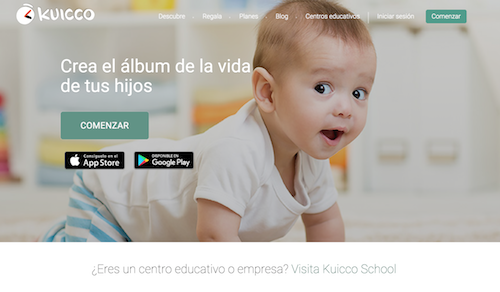 KUICCO
Descubre Regala Planes Blog Centros educativos Iniciar sesión Comenzar
Crea el álbum de la vida
de tus hijos
COMENZAR
Consíguelo en el
App Store
DISPONIBLE EN
Google Play
¿Eres un centro educativo o empresa? Visita Kuicco School